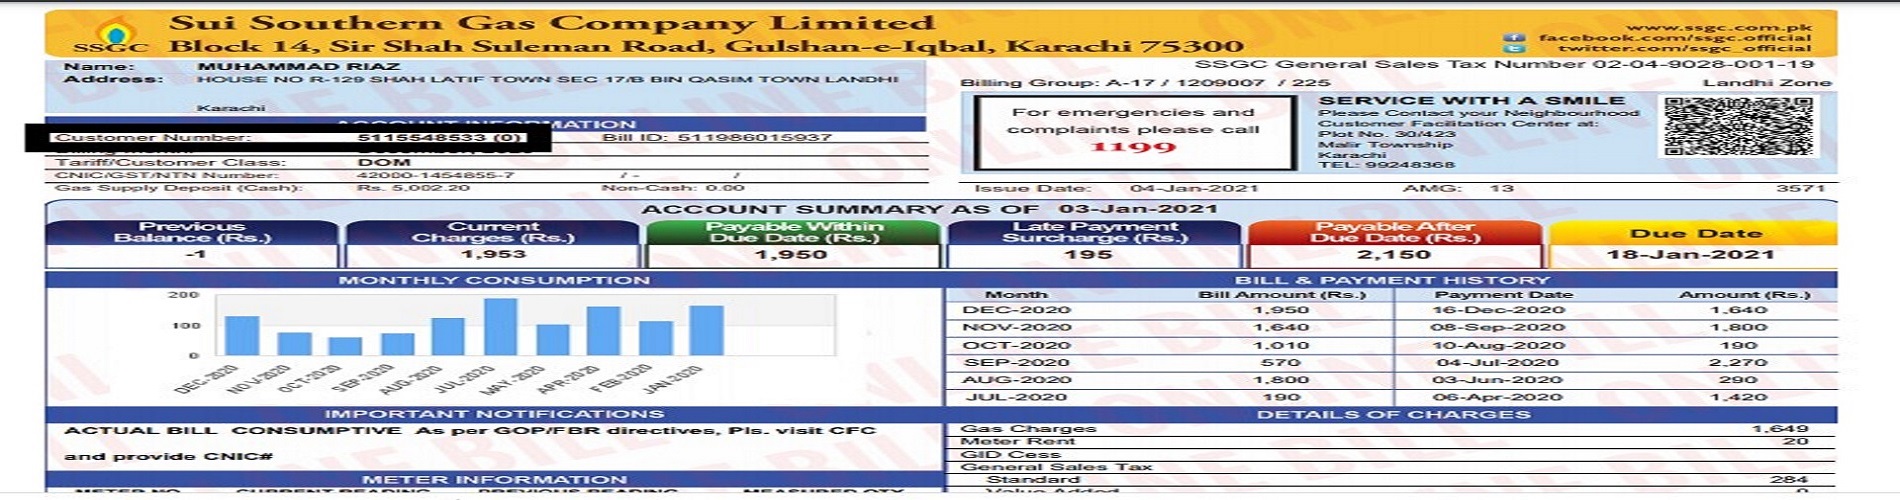 Sui Southern Gas Company Limited
SSGC Block 14, Sir Shah Suleman Road, Gulshan-e-Iqbal, Karachi 75300
www.ssgc.com.pk
facebook.com/ssgc.official
twitter.com/ssgc_official
Name: MUHAMMAD RIAZ
Address: HOUSE NO R-129 SHAH LATIF TOWN SEC 17/B BIN QASIM TOWN LANDHI
Karachi
SSGC General Sales Tax Number 02-04-9028-001-19
Billing Group: A-17 / 1209007 / 225 Landhi Zone
For emergencies and
complaints please call
1199
SERVICE WITH A SMILE
Please Contact your Neighbourhood
Customer Facilitation Center at:
Plot No. 30/423
Malir Township
Karachi
TEL: 99248368
ACCOUNT INFORMATION
Customer Number: 5115548533 (0) Bill ID: 511986015937
Tariff/Customer Class: DOM
CNIC/GST/NTN Number: 42000-1454855-7 / - /
Gas Supply Deposit (Cash): Rs. 5,002.20 Non-Cash: 0.00
Issue Date: 04-Jan-2021 AMG: 13 3571
ACCOUNT SUMMARY AS OF 03-Jan-2021
Previous Balance (Rs.) Current Charges (Rs.) Payable Within Due Date (Rs.) Late Payment Surcharge (Rs.) Payable After Due Date (Rs.) Due Date
-1 1,953 1,950 195 2,150 18-Jan-2021
MONTHLY CONSUMPTION
200
100
0
DEC-2020 NOV-2020 OCT-2020 SEP-2020 AUG-2020 JUL-2020 MAY-2020 APR-2020 FEB-2020 JAN-2020
BILL & PAYMENT HISTORY
Month Bill Amount (Rs.) Payment Date Amount (Rs.)
DEC-2020 1,950 16-Dec-2020 1,640
NOV-2020 1,640 08-Sep-2020 1,800
OCT-2020 1,010 10-Aug-2020 190
SEP-2020 570 04-Jul-2020 2,270
AUG-2020 1,800 03-Jun-2020 290
JUL-2020 190 06-Apr-2020 1,420
IMPORTANT NOTIFICATIONS
ACTUAL BILL CONSUMPTIVE As per GOP/FBR directives, Pls. visit CFC
and provide CNIC#
METER INFORMATION
DETAILS OF CHARGES
Gas Charges 1,649
Meter Rent 20
GID Cess
General Sales Tax
Standard 284